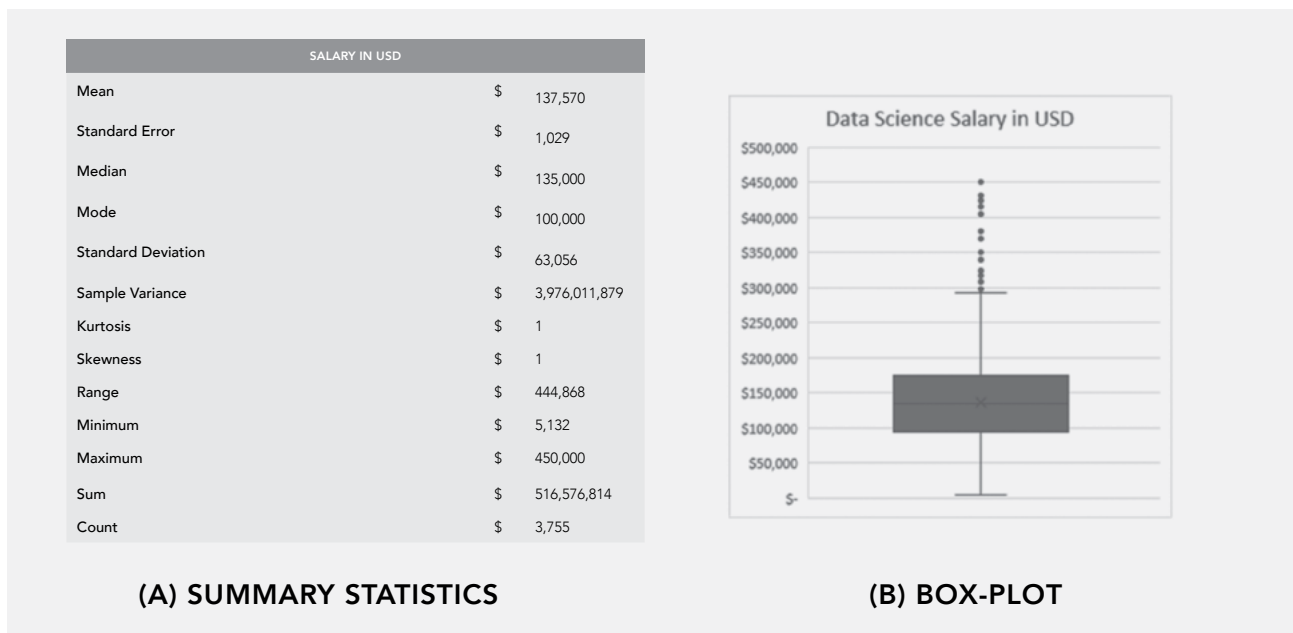 SALARY IN USD
Mean $ 137,570
Standard Error $ 1,029
Median $ 135,000
Mode $ 100,000
Standard Deviation $ 63,056
Sample Variance $ 3,976,011,879
Kurtosis $ 1
Skewness $ 1
Range $ 444,868
Minimum $ 5,132
Maximum $ 450,000
Sum $ 516,576,814
Count $ 3,755
(A) SUMMARY STATISTICS
Data Science Salary in USD
$500,000
$450,000
$400,000
$350,000
$300,000
$250,000
$200,000
$150,000
$100,000
$50,000
$-
(B) BOX-PLOT